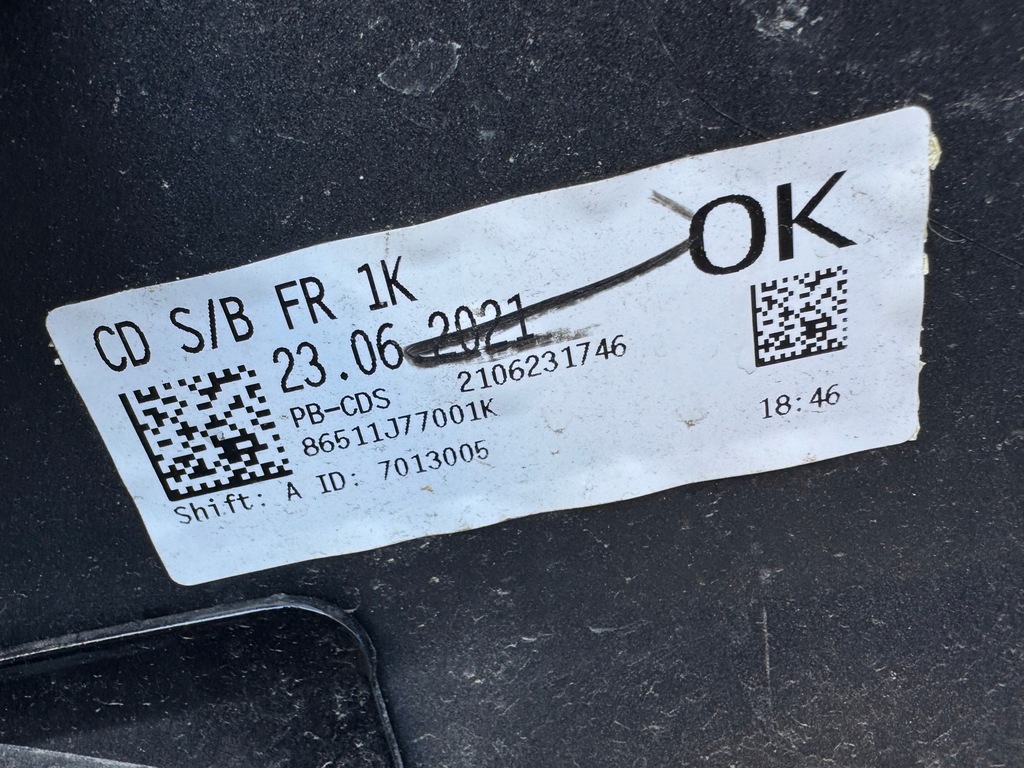 CD S/B FR 1K
OK
23.06.2021
PB-CDS 2106231746
86511J77001K
Shift: A ID: 7013005
18:46